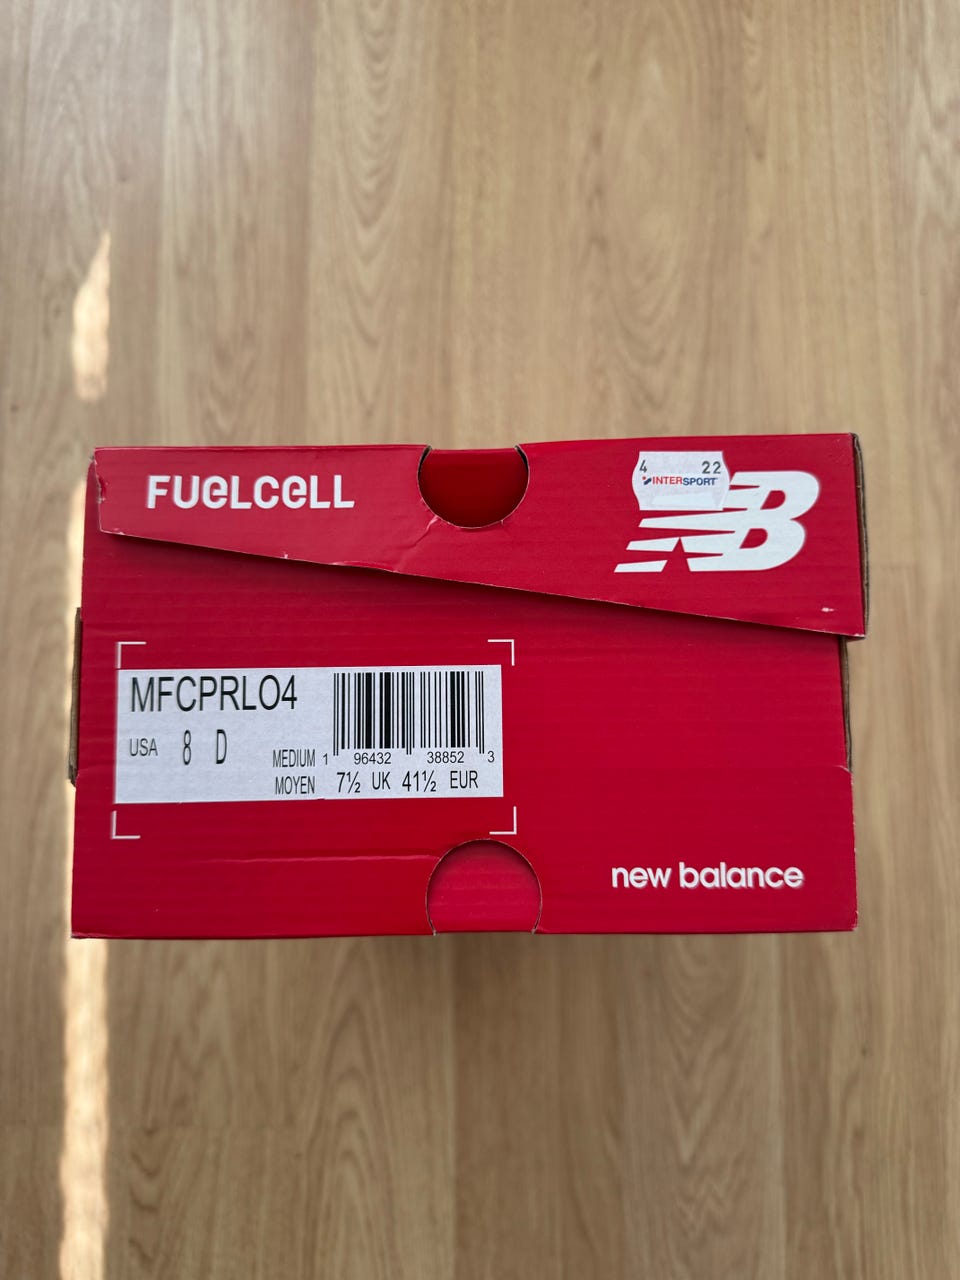 FUELCELL
4 22
INTERSPORT
NB
MFCPRLO4
USA 8 D
MEDIUM
1 96432 38852 3
MOYEN 7½ UK 41½ EUR
new balance